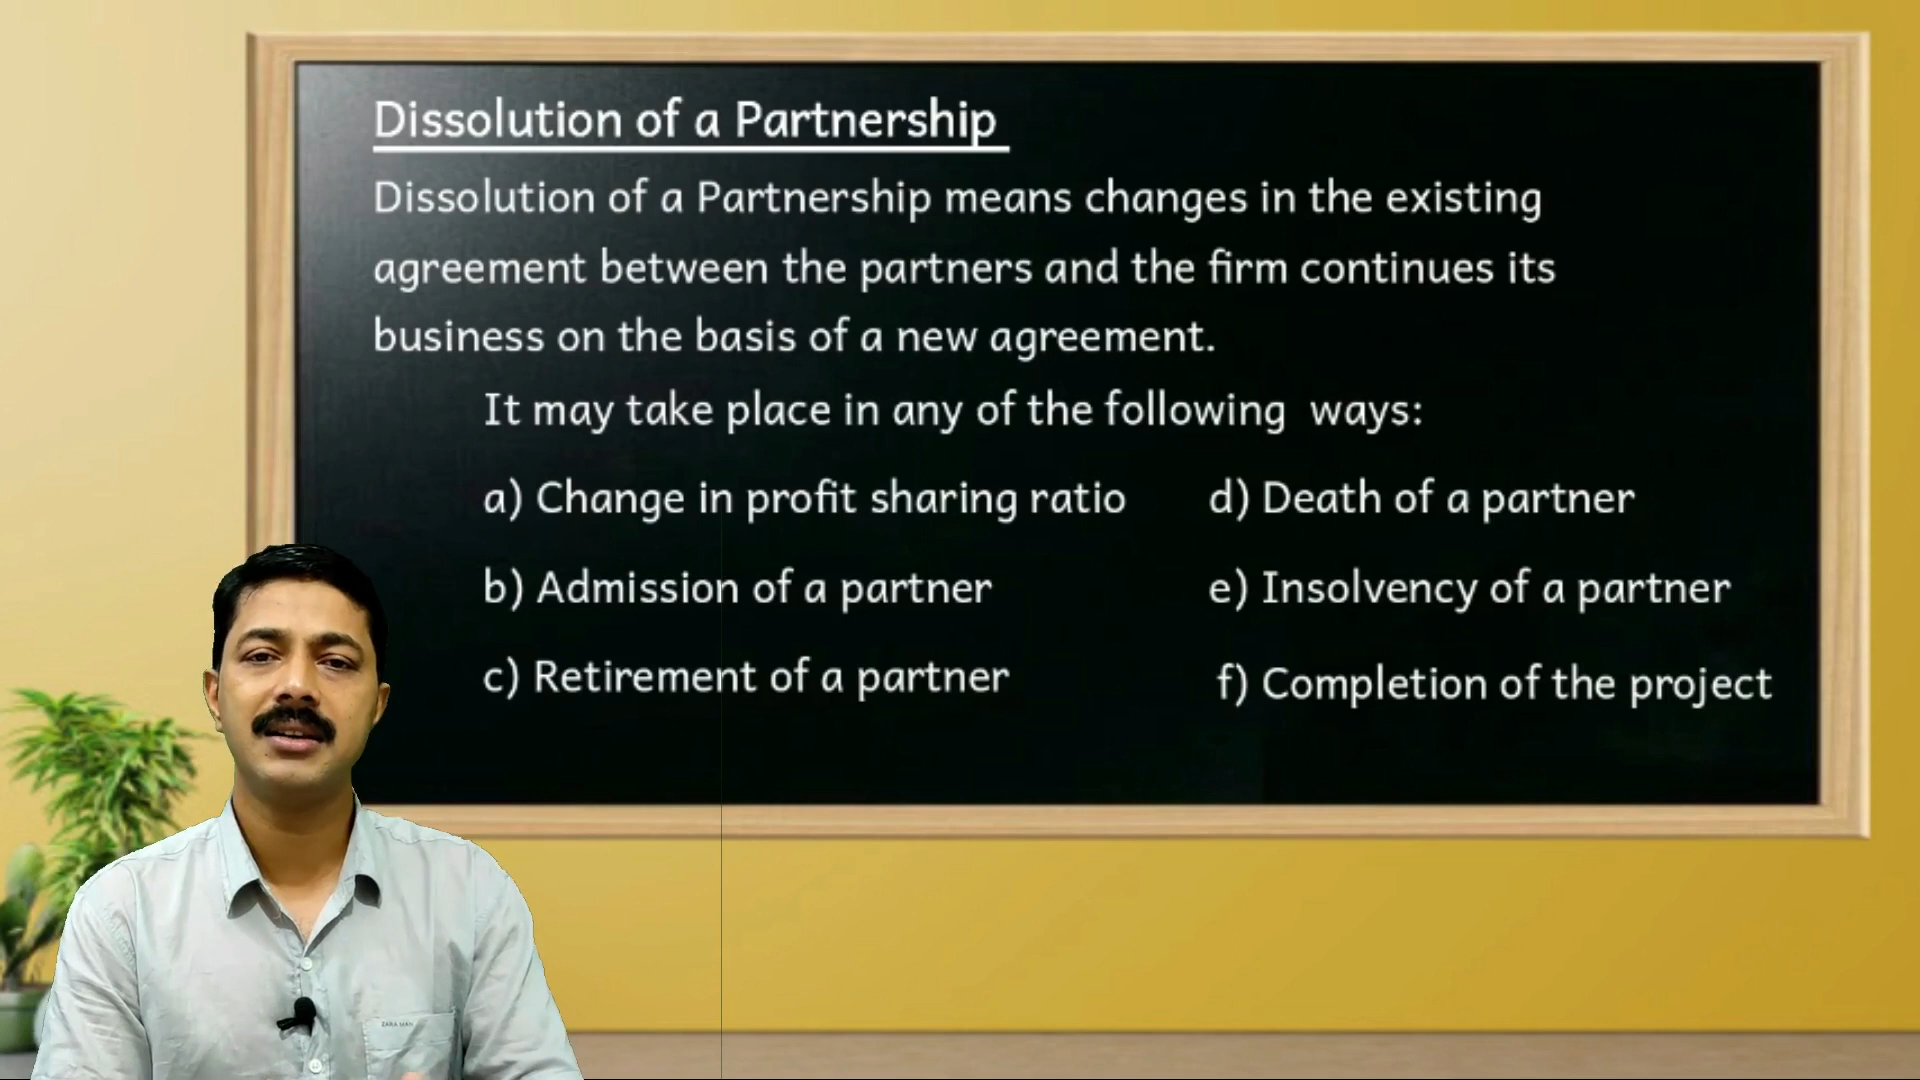 Dissolution of a Partnership
Dissolution of a Partnership means changes in the existing
agreement between the partners and the firm continues its
business on the basis of a new agreement.
It may take place in any of the following ways:
a) Change in profit sharing ratio
b) Admission of a partner
c) Retirement of a partner
d) Death of a partner
e) Insolvency of a partner
f) Completion of the project
ZARA MAN